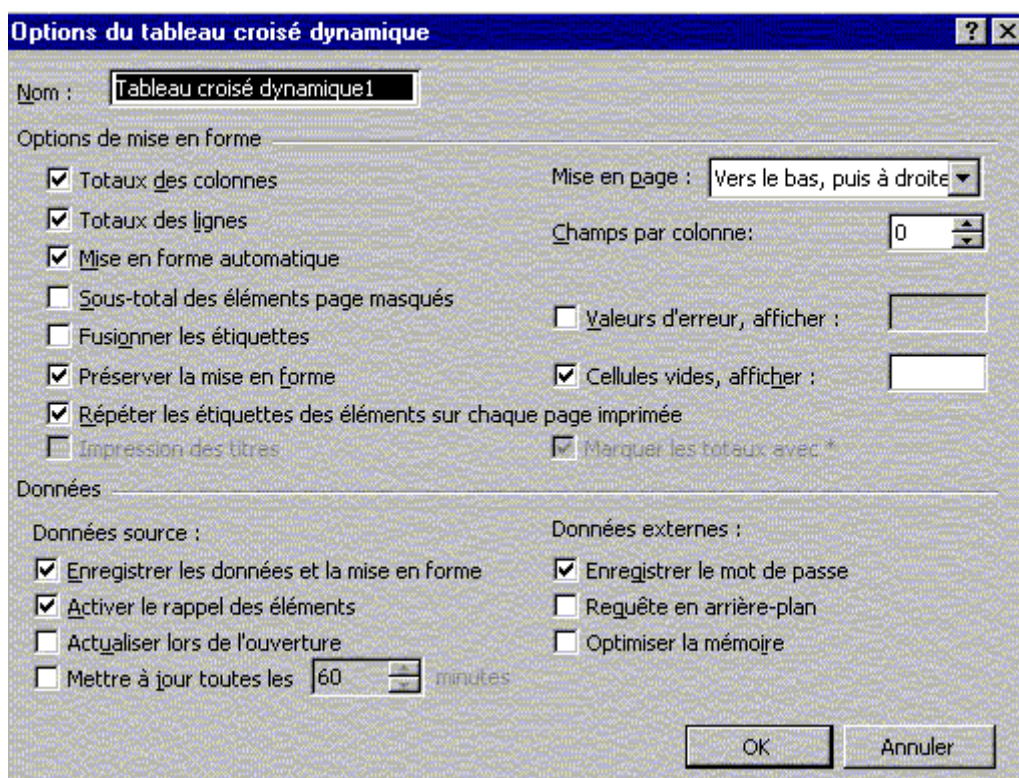 Options du tableau croisé dynamique
Nom : Tableau croisé dynamique1
Options de mise en forme
Totaux des colonnes
Mise en page : Vers le bas, puis à droite
Totaux des lignes
Champs par colonne: 0
Mise en forme automatique
Sous-total des éléments page masqués
Valeurs d'erreur, afficher :
Fusionner les étiquettes
Préserver la mise en forme
Cellules vides, afficher :
Répéter les étiquettes des éléments sur chaque page imprimée
Impression des titres
Marquer les totaux avec *
Données
Données source :
Données externes :
Enregistrer les données et la mise en forme
Enregistrer le mot de passe
Activer le rappel des éléments
Requête en arrière-plan
Actualiser lors de l'ouverture
Optimiser la mémoire
Mettre à jour toutes les 60 minutes
OK
Annuler